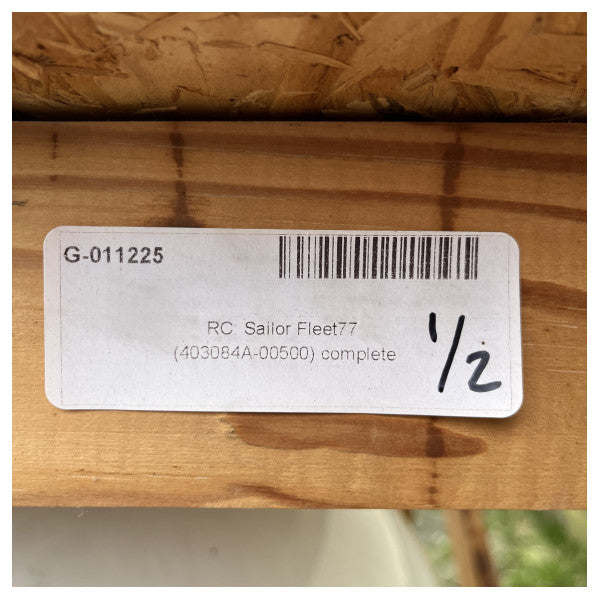 G-011225
RC: Sailor Fleet77
(403084A-00500) complete
1/2